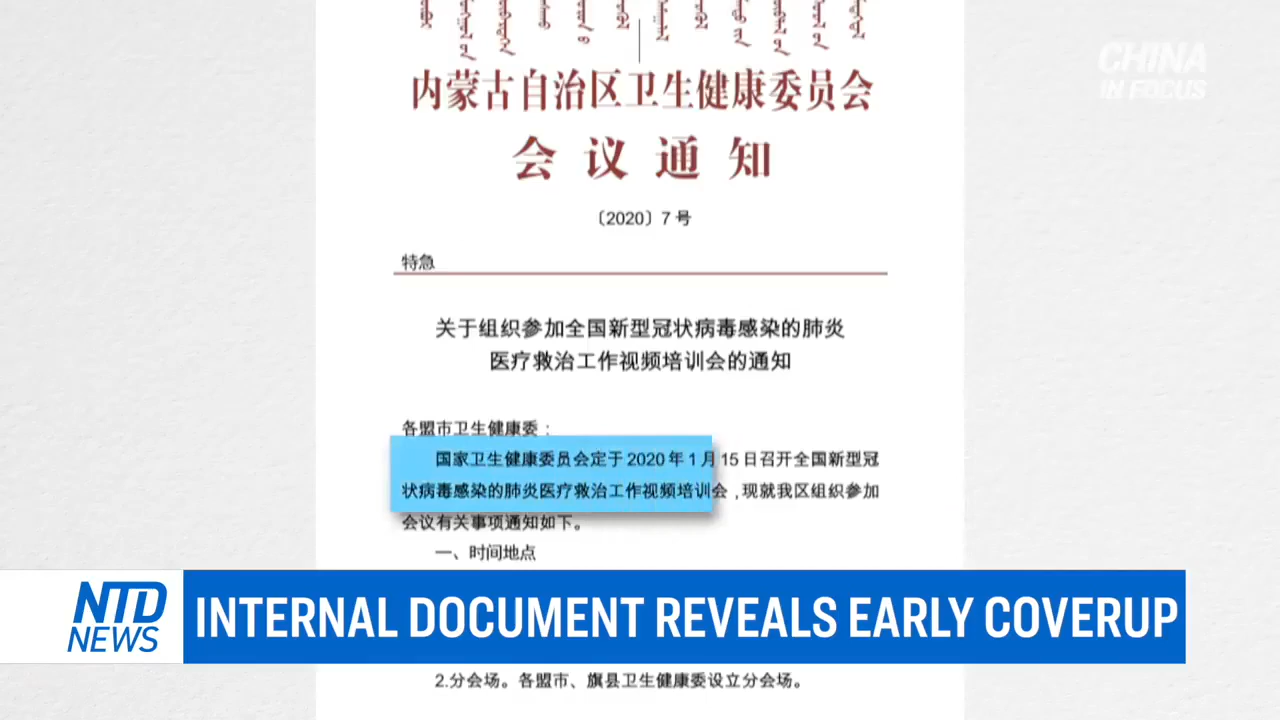 CHINA
IN FOCUS
内蒙古自治区卫生健康委员会
会议通知
〔2020〕7 号
特急
关于组织参加全国新型冠状病毒感染的肺炎
医疗救治工作视频培训会的通知
各盟市卫生健康委：
国家卫生健康委员会定于 2020 年 1 月 15 日召开全国新型冠
状病毒感染的肺炎医疗救治工作视频培训会，现就我区组织参加
会议有关事项通知如下。
一、时间地点
NTD
NEWS
INTERNAL DOCUMENT REVEALS EARLY COVERUP
2.分会场。各盟市、旗县卫生健康委设立分会场。